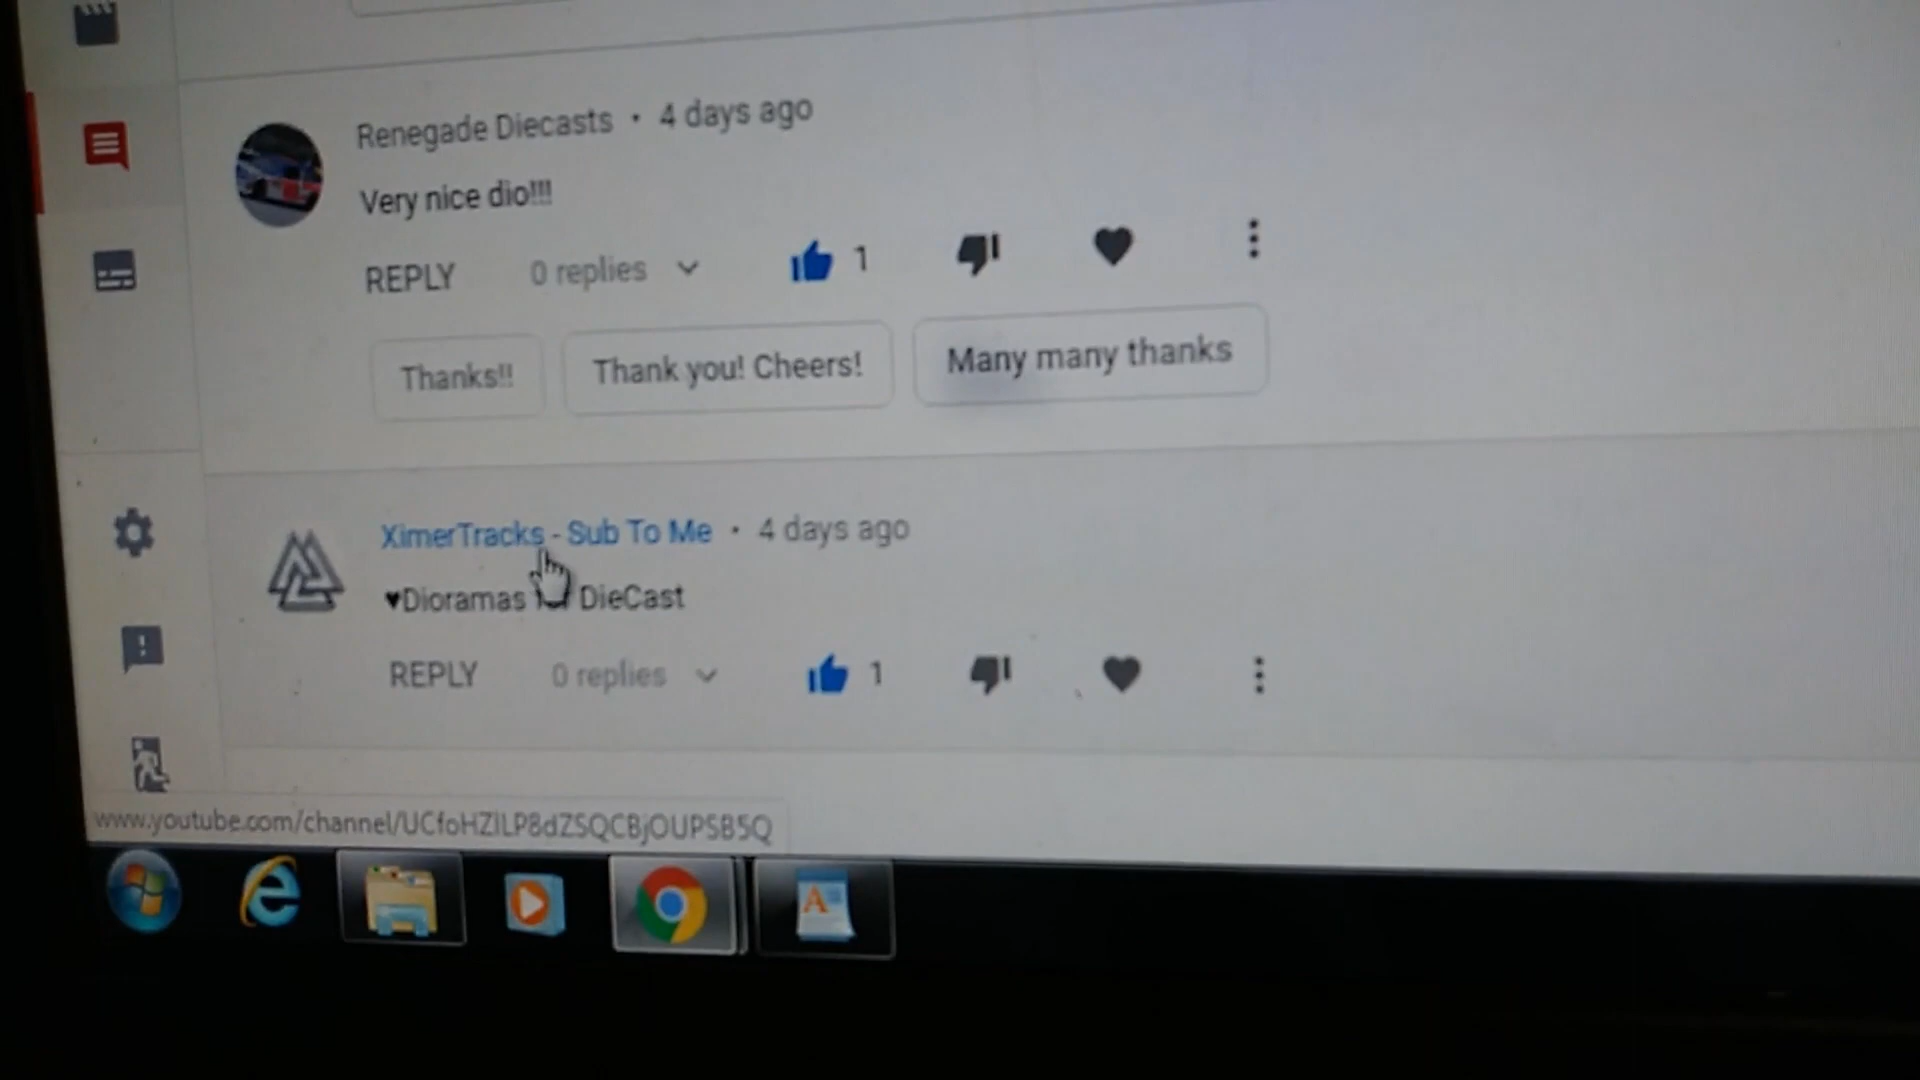 Renegade Diecasts • 4 days ago
Very nice dio!!!
REPLY 0 replies 1
Thanks!! Thank you! Cheers! Many many thanks
XimerTracks - Sub To Me • 4 days ago
♥Dioramas DieCast
REPLY 0 replies 1
www.youtube.com/channel/